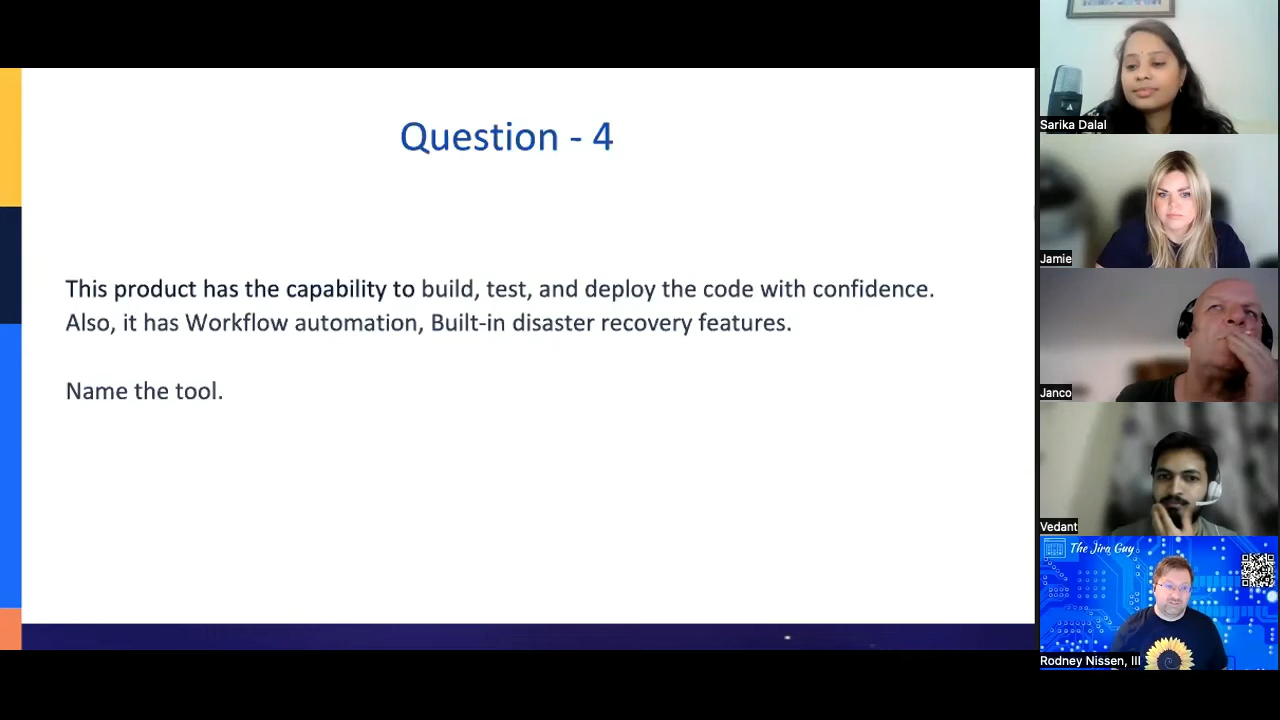 Question - 4
This product has the capability to build, test, and deploy the code with confidence.
Also, it has Workflow automation, Built-in disaster recovery features.
Name the tool.
Sarika Dalal
Jamie
Janco
Vedant
The Jira Guy
Rodney Nissen, III